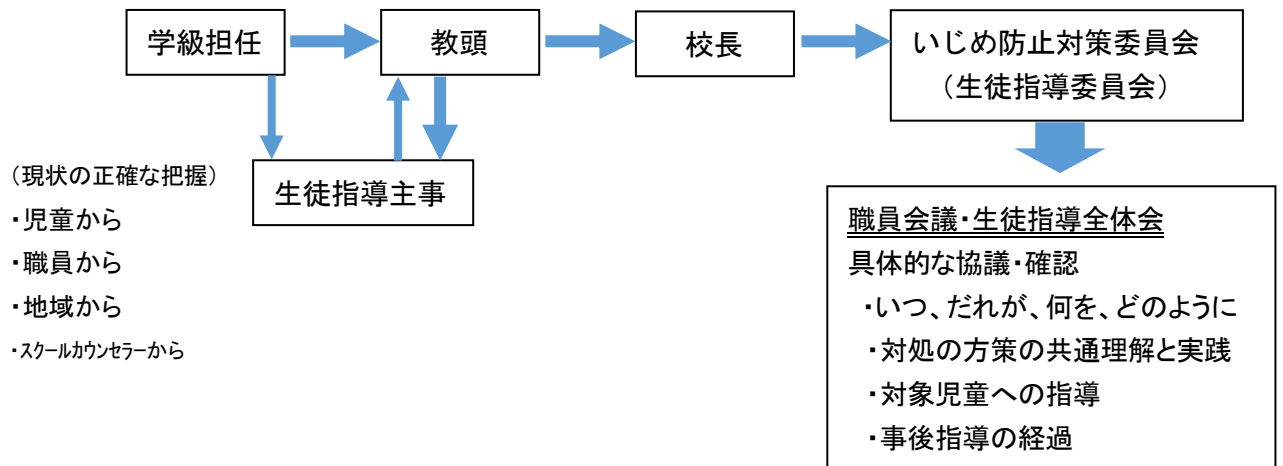 学級担任
教頭
校長
いじめ防止対策委員会
（生徒指導委員会）
生徒指導主事
（現状の正確な把握）
・児童から
・職員から
・地域から
・スクールカウンセラーから
職員会議・生徒指導全体会
具体的な協議・確認
・いつ、だれが、何を、どのように
・対処の方策の共通理解と実践
・対象児童への指導
・事後指導の経過